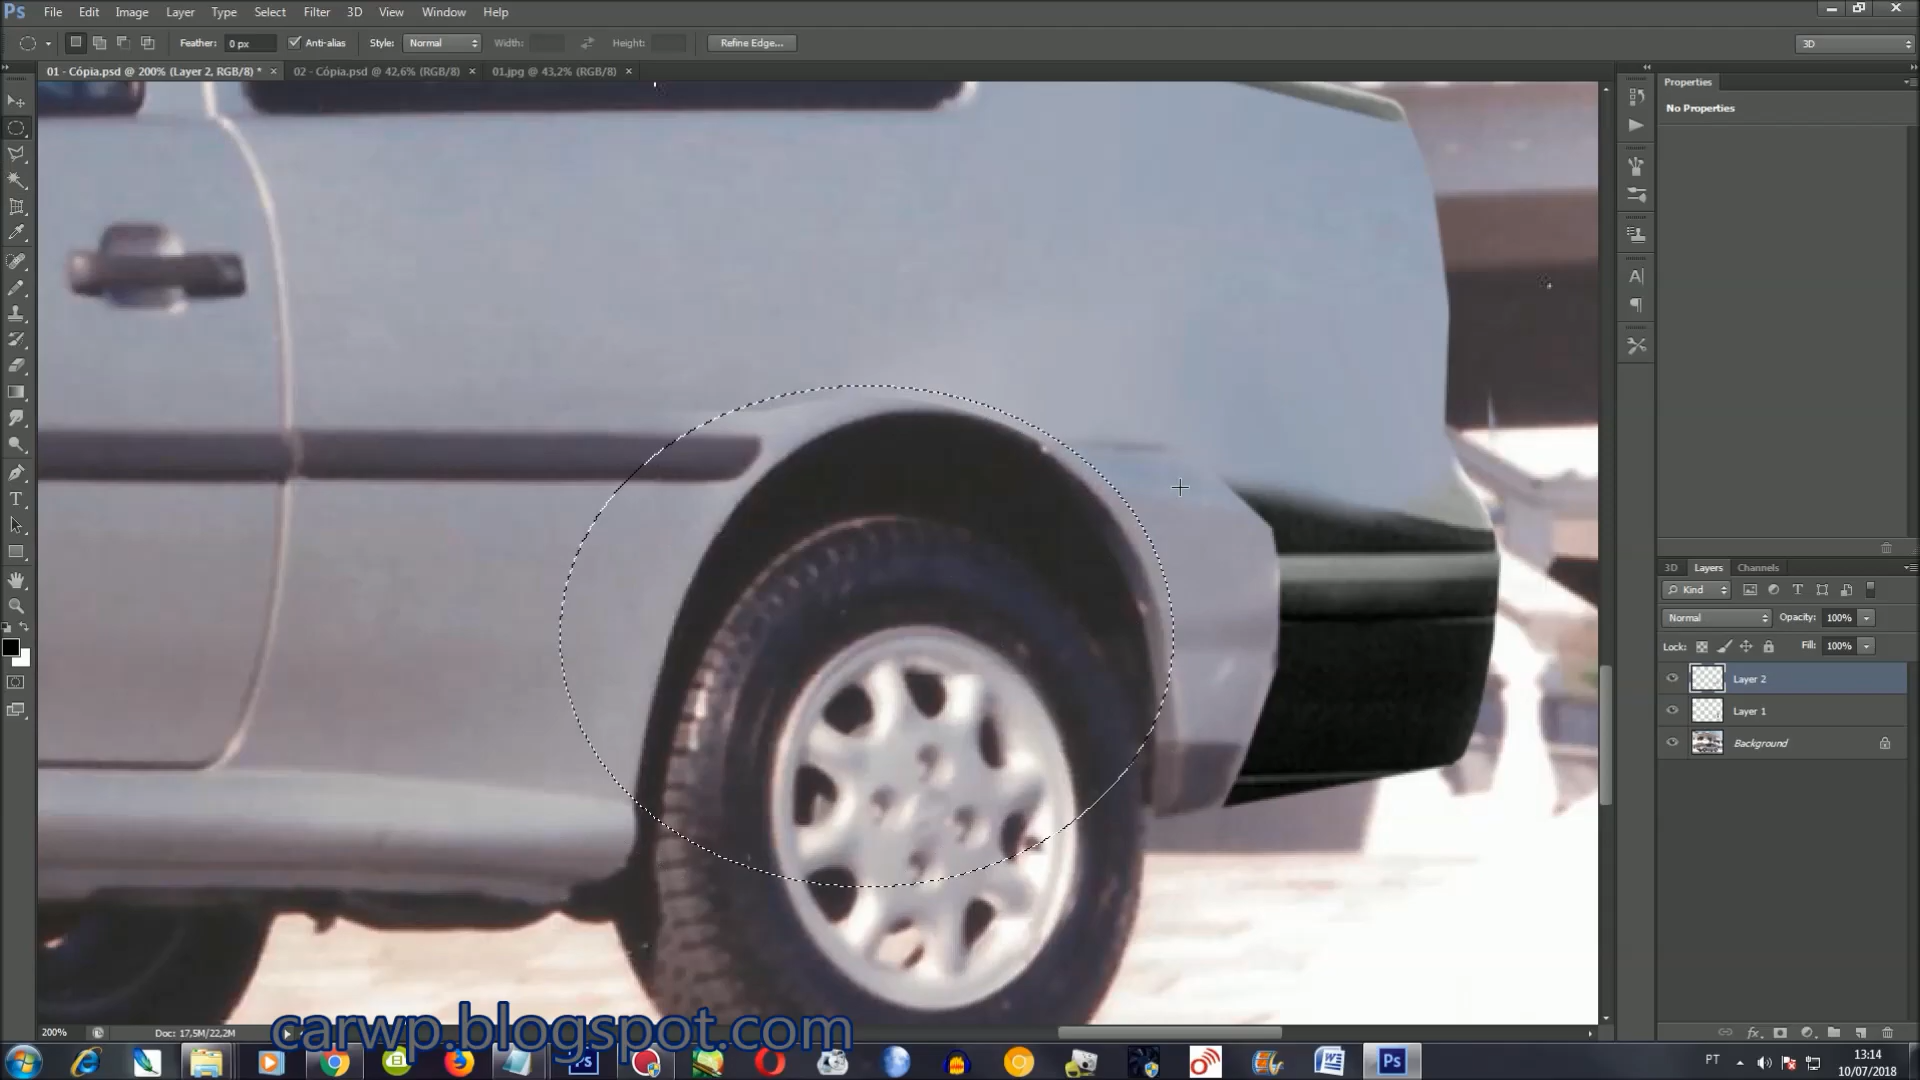 Ps File Edit Image Layer Type Select Filter 3D View Window Help
Feather: 0 px Anti-alias Style: Normal Width: Height: Refine Edge... 3D
01 - Cópia.psd @ 200% (Layer 2, RGB/8) * × 02 - Cópia.psd @ 42,6% (RGB/8) × 01.jpg @ 43,2% (RGB/8) ×
Properties
No Properties
3D Layers Channels
Kind
Normal Opacity: 100%
Lock: Fill: 100%
Layer 2
Layer 1
Background
200% Doc: 17,5M/22,2M
carwp.blogspot.com
PT 13:14
10/07/2018